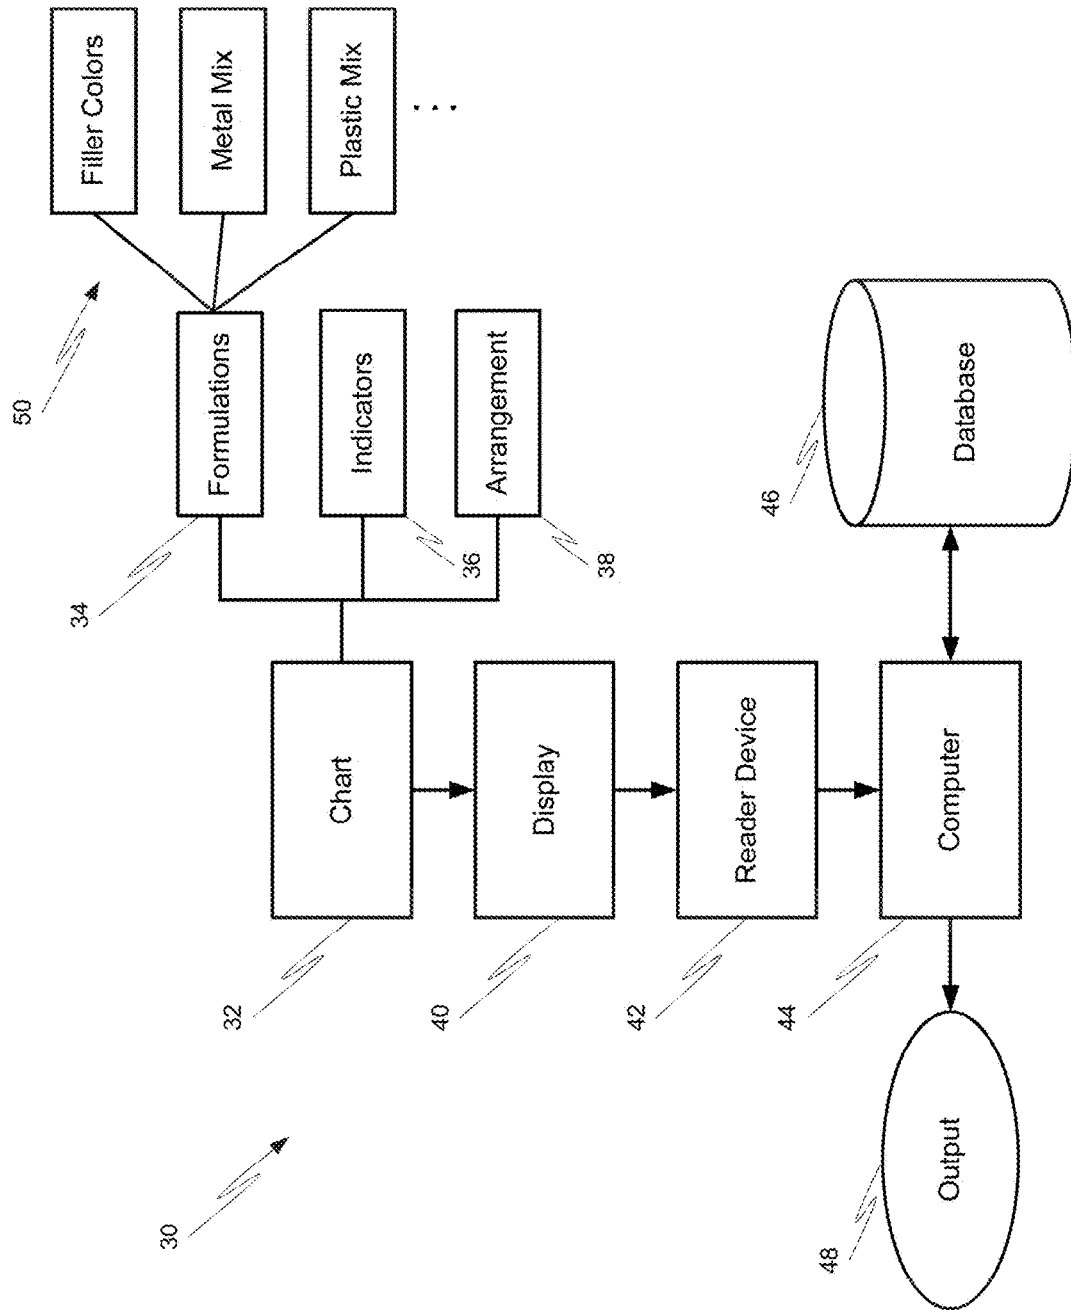 50
34
Filler Colors
30
Formulations
Metal Mix
32
Chart
Indicators
Plastic Mix
. . .
40
36
Arrangement
Display
38
42
Reader Device
46
44
48
Output
Computer
Database